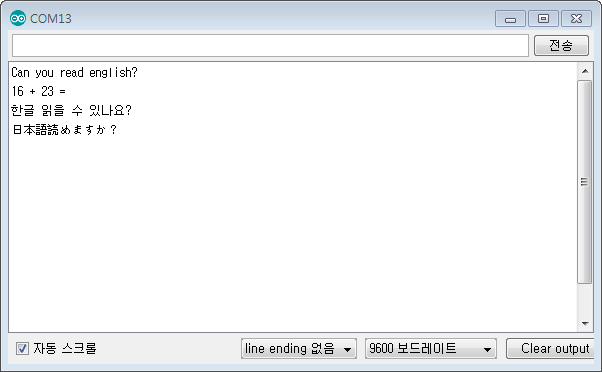 COM13
전송
Can you read english?
16 + 23 =
한글 읽을 수 있나요?
日本語読めますか？
자동 스크롤
line ending 없음
9600 보드레이트
Clear output